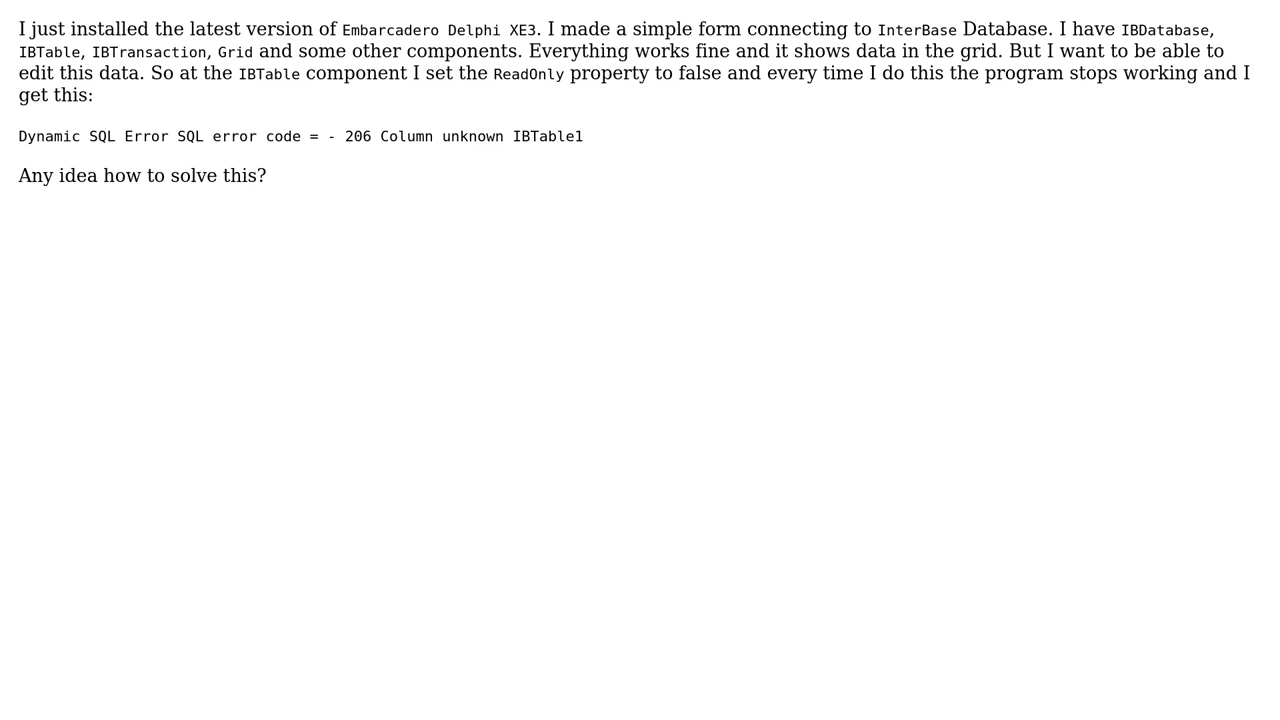 I just installed the latest version of Embarcadero Delphi XE3. I made a simple form connecting to InterBase Database. I have IBDatabase,
IBTable, IBTransaction, Grid and some other components. Everything works fine and it shows data in the grid. But I want to be able to
edit this data. So at the IBTable component I set the ReadOnly property to false and every time I do this the program stops working and I
get this:
Dynamic SQL Error SQL error code = - 206 Column unknown IBTable1
Any idea how to solve this?